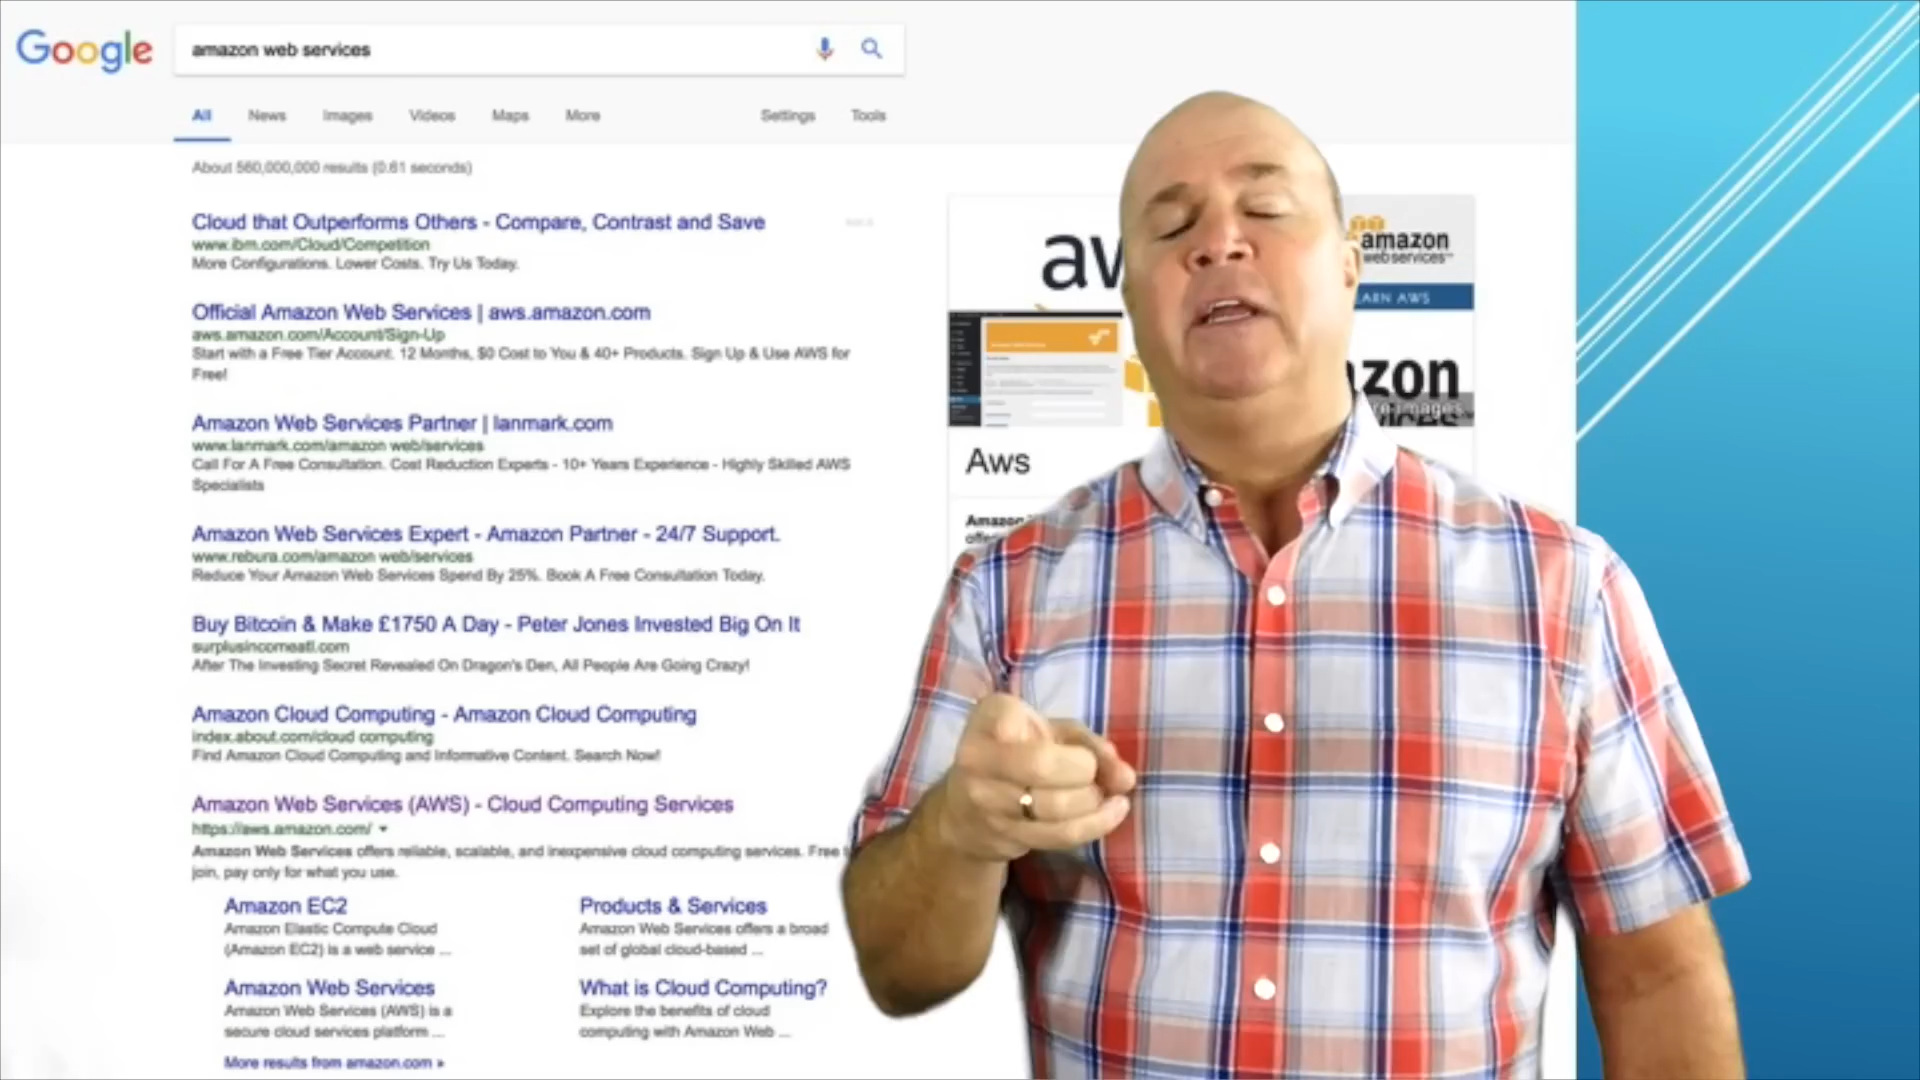 Google
amazon web services
All News Images Videos Maps More Settings Tools
About 560,000,000 results (0.61 seconds)
Cloud that Outperforms Others - Compare, Contrast and Save
www.ibm.com/Cloud/Competition
More Configurations. Lower Costs. Try Us Today.
Official Amazon Web Services | aws.amazon.com
aws.amazon.com/Account/Sign-Up
Start with a Free Tier Account. 12 Months, $0 Cost to You & 40+ Products. Sign Up & Use AWS for
Free!
Amazon Web Services Partner | lanmark.com
www.lanmark.com/amazon web/services
Call For A Free Consultation. Cost Reduction Experts - 10+ Years Experience - Highly Skilled AWS
Specialists
Amazon Web Services Expert - Amazon Partner - 24/7 Support.
www.rebura.com/amazon web/services
Reduce Your Amazon Web Services Spend By 25%. Book A Free Consultation Today.
Buy Bitcoin & Make £1750 A Day - Peter Jones Invested Big On It
surplusincomeatl.com
After The Investing Secret Revealed On Dragon's Den, All People Are Going Crazy!
Amazon Cloud Computing - Amazon Cloud Computing
index.about.com/cloud computing
Find Amazon Cloud Computing and Informative Content. Search Now!
Amazon Web Services (AWS) - Cloud Computing Services
https://aws.amazon.com/
Amazon Web Services offers reliable, scalable, and inexpensive cloud computing services. Free
join, pay only for what you use.
Amazon EC2
Amazon Elastic Compute Cloud
(Amazon EC2) is a web service ...
Products & Services
Amazon Web Services offers a broad
set of global cloud-based ...
Amazon Web Services
Amazon Web Services (AWS) is a
secure cloud services platform ...
What is Cloud Computing?
Explore the benefits of cloud
computing with Amazon Web ...
More results from amazon.com »
aw
amazon
webservices™
ARN AWS
zon
re images
vices
Aws
Amazon